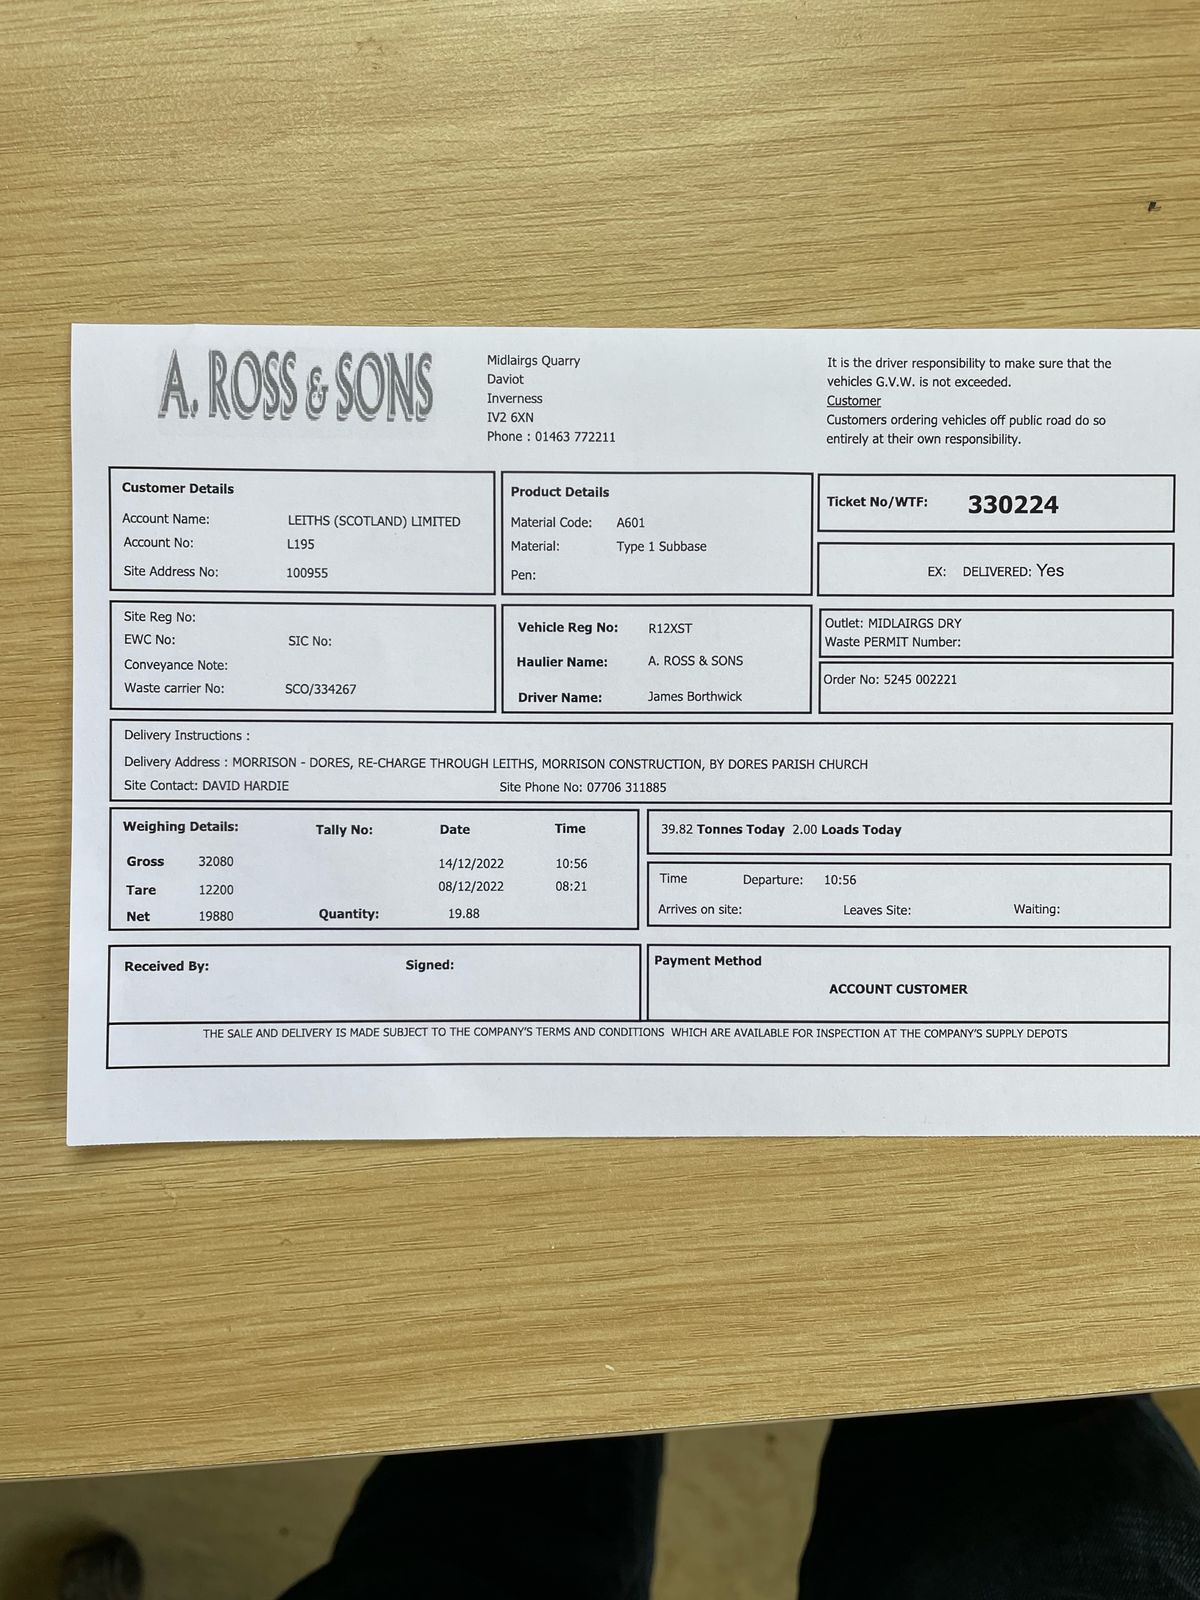 A. ROSS & SONS
Midlairgs Quarry
Daviot
Inverness
IV2 6XN
Phone : 01463 772211
It is the driver responsibility to make sure that the
vehicles G.V.W. is not exceeded.
Customer
Customers ordering vehicles off public road do so
entirely at their own responsibility.
Customer Details
Account Name: LEITHS (SCOTLAND) LIMITED
Account No: L195
Site Address No: 100955
Product Details
Material Code: A601
Material: Type 1 Subbase
Pen:
Ticket No/WTF: 330224
EX: DELIVERED: Yes
Site Reg No:
EWC No: SIC No:
Conveyance Note:
Waste carrier No: SCO/334267
Vehicle Reg No: R12XST
Haulier Name: A. ROSS & SONS
Driver Name: James Borthwick
Outlet: MIDLAIRGS DRY
Waste PERMIT Number:
Order No: 5245 002221
Delivery Instructions :
Delivery Address : MORRISON - DORES, RE-CHARGE THROUGH LEITHS, MORRISON CONSTRUCTION, BY DORES PARISH CHURCH
Site Contact: DAVID HARDIE Site Phone No: 07706 311885
Weighing Details: Tally No: Date Time
Gross 32080 14/12/2022 10:56
Tare 12200 08/12/2022 08:21
Net 19880 Quantity: 19.88
39.82 Tonnes Today 2.00 Loads Today
Time Departure: 10:56
Arrives on site: Leaves Site: Waiting:
Received By: Signed:
Payment Method
ACCOUNT CUSTOMER
THE SALE AND DELIVERY IS MADE SUBJECT TO THE COMPANY'S TERMS AND CONDITIONS WHICH ARE AVAILABLE FOR INSPECTION AT THE COMPANY'S SUPPLY DEPOTS